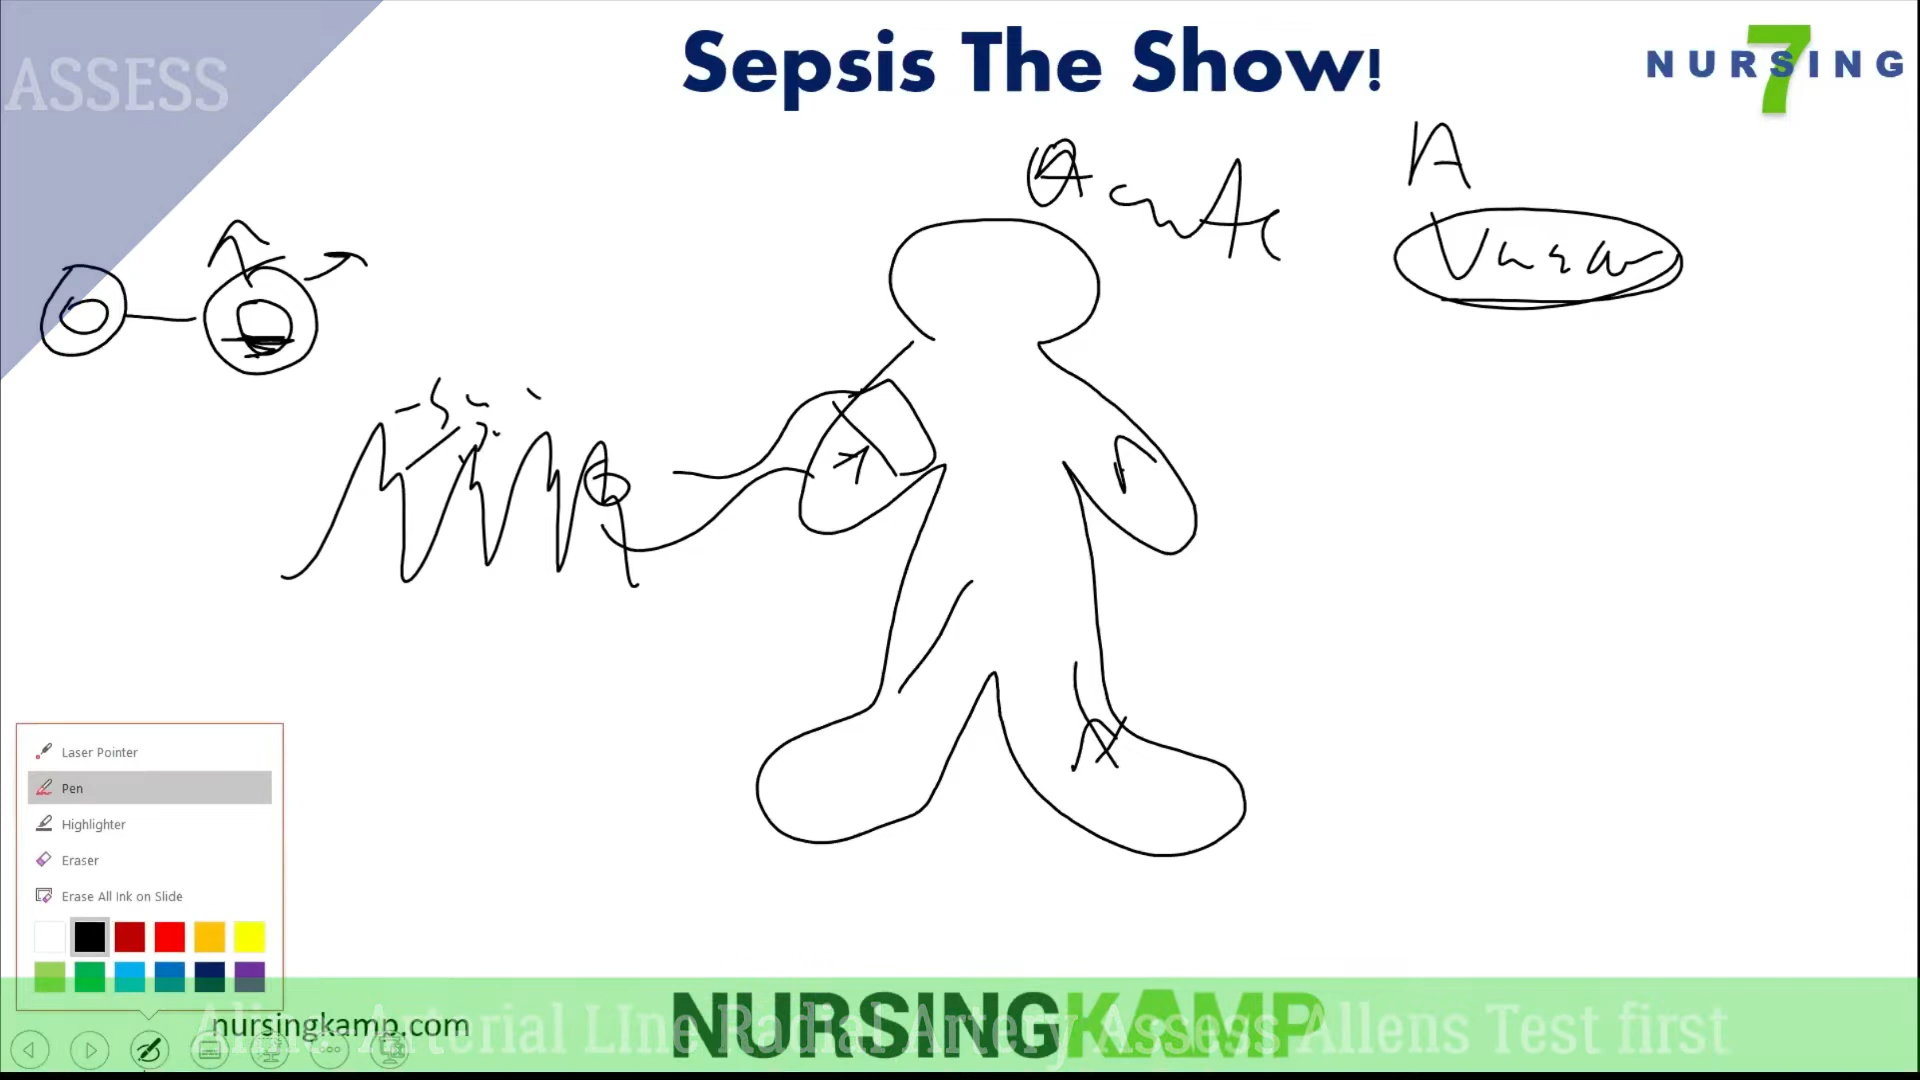 ASSESS
Sepsis The Show!
NURSING 7
A
Laser Pointer
Pen
Highlighter
Eraser
Erase All Ink on Slide
nursingkamp.com
NURSINGKAMP
Aline Arterial LIne Radial Artery Assess Allens Test first